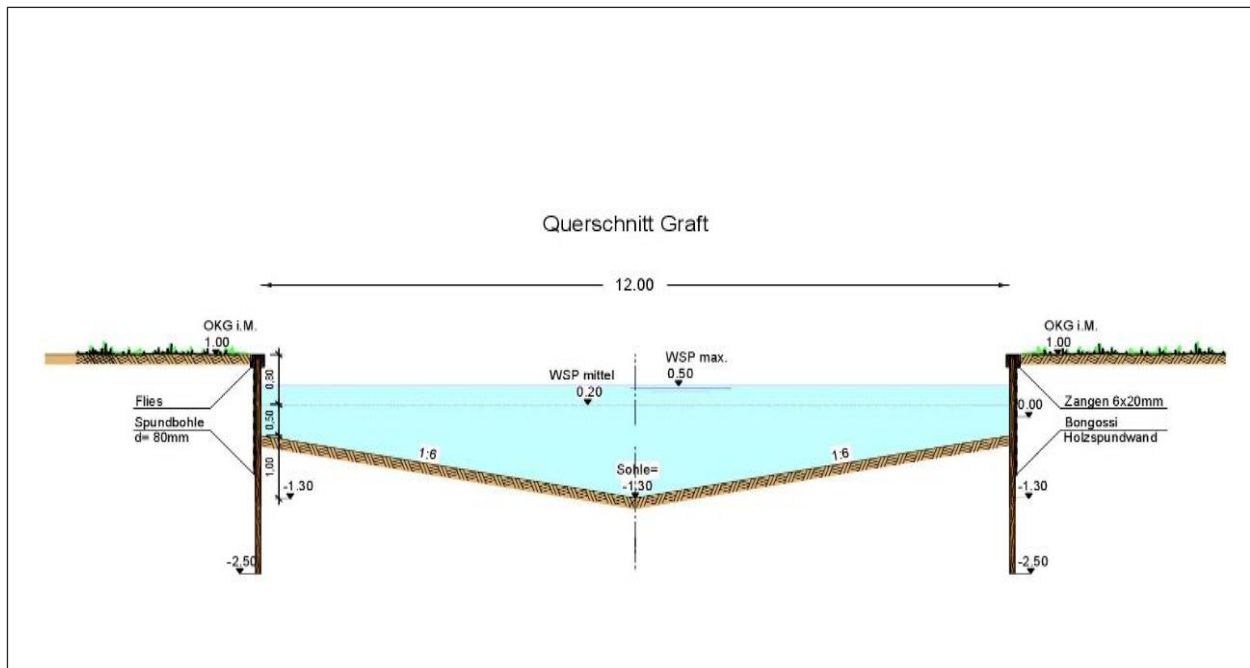 Querschnitt Graft
12.00
OKG i.M.
1.00
OKG i.M.
1.00
WSP mittel
0.20
WSP max.
0.50
0,80
0,50
1,00
Flies
Spundbohle
d= 80mm
Zangen 6x20mm
0.00
Bongossi
Holzspundwand
1:6
1:6
Sohle=
-1.30
-1.30
-1.30
-2,50
-2,50